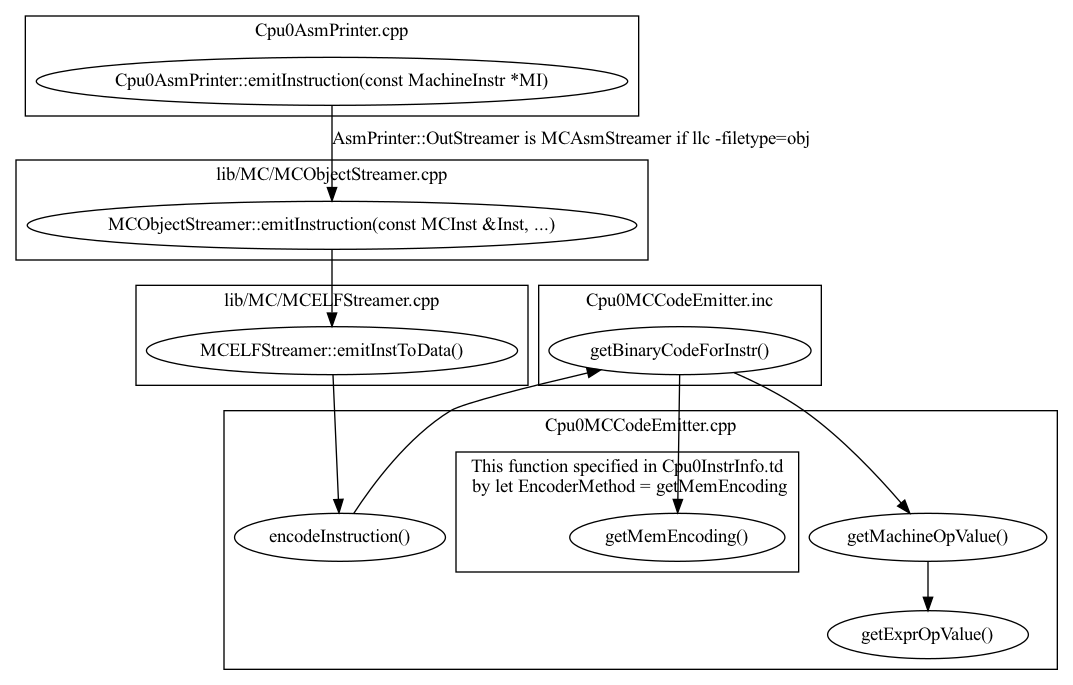 Cpu0AsmPrinter.cpp
Cpu0AsmPrinter::emitInstruction(const MachineInstr *MI)
AsmPrinter::OutStreamer is MCAsmStreamer if llc -filetype=obj
lib/MC/MCObjectStreamer.cpp
MCObjectStreamer::emitInstruction(const MCInst &Inst, ...)
lib/MC/MCELFStreamer.cpp
MCELFStreamer::emitInstToData()
Cpu0MCCodeEmitter.inc
getBinaryCodeForInstr()
Cpu0MCCodeEmitter.cpp
This function specified in Cpu0InstrInfo.td
by let EncoderMethod = getMemEncoding
encodeInstruction()
getMemEncoding()
getMachineOpValue()
getExprOpValue()